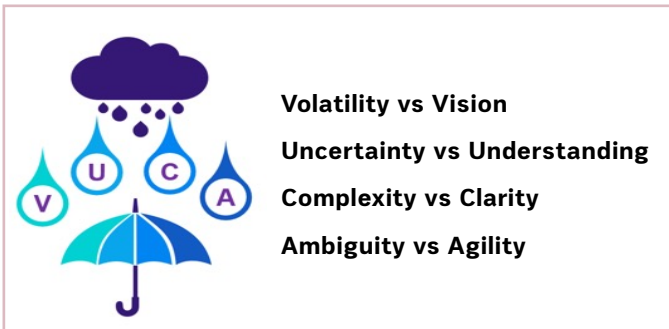 V U C A
Volatility vs Vision
Uncertainty vs Understanding
Complexity vs Clarity
Ambiguity vs Agility